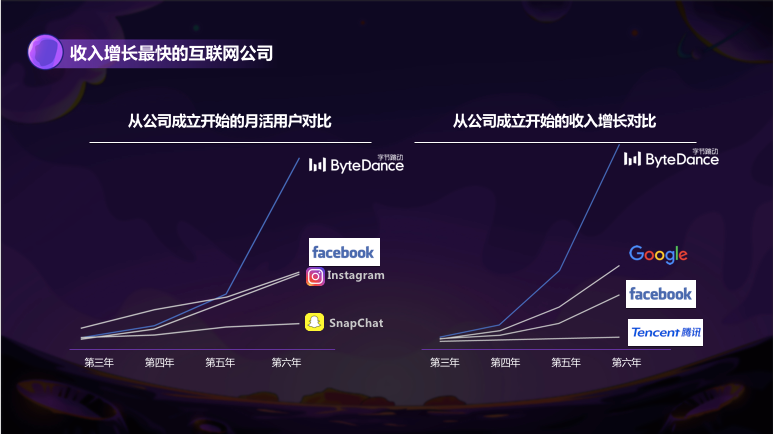 收入增长最快的互联网公司
从公司成立开始的月活用户对比
字节跳动
ByteDance
facebook
Instagram
SnapChat
第三年 第四年 第五年 第六年
从公司成立开始的收入增长对比
字节跳动
ByteDance
Google
facebook
Tencent 腾讯
第三年 第四年 第五年 第六年